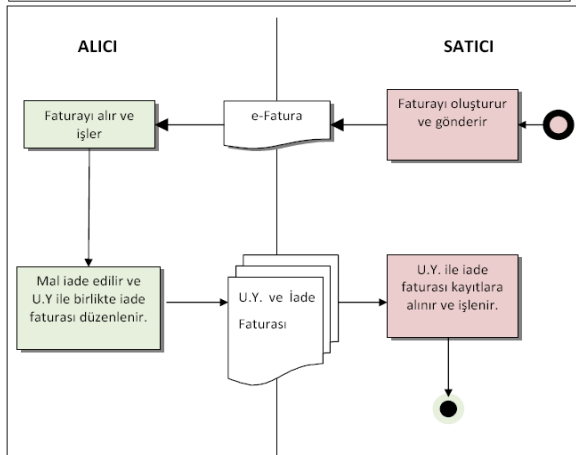 ALICI
SATICI
Faturayı alır ve
işler
e-Fatura
Faturayı oluşturur
ve gönderir
Mal iade edilir ve
U.Y ile birlikte iade
faturası düzenlenir.
U.Y. ve İade
Faturası
U.Y. ile iade
faturası kayıtlara
alınır ve işlenir.